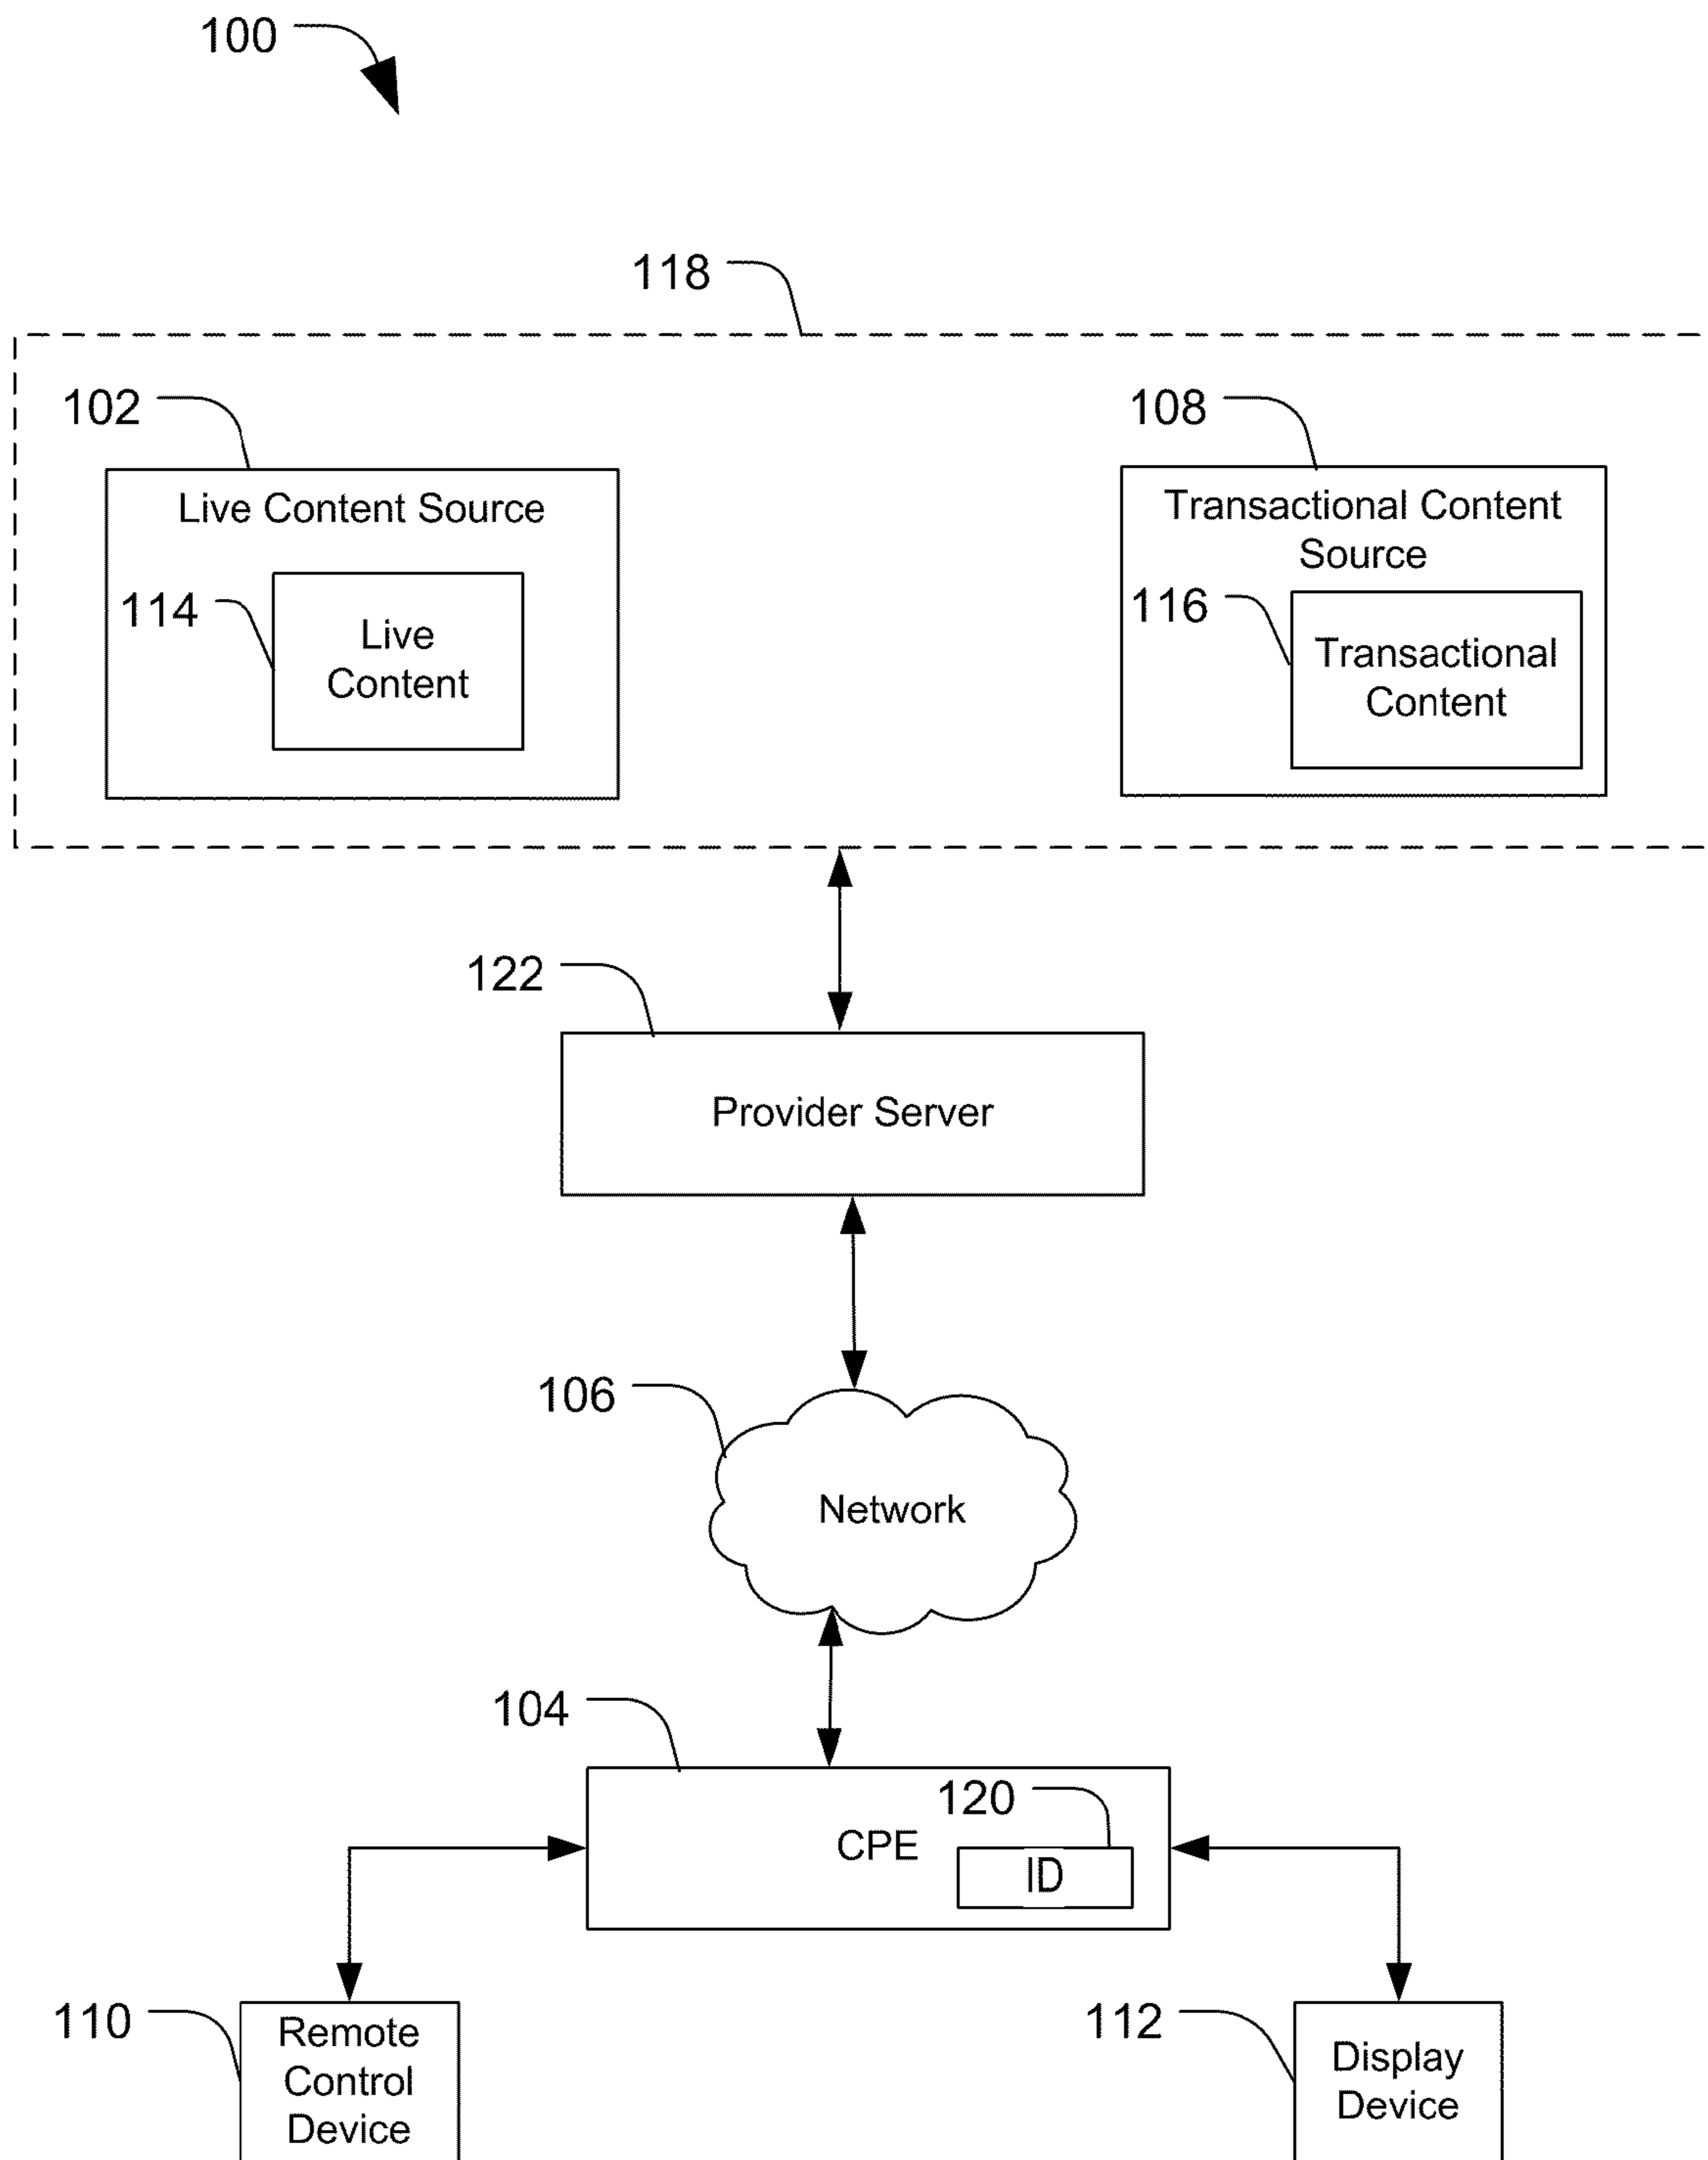 100
118
102
108
Live Content Source
Transactional Content
Source
114
Live
Content
116
Transactional
Content
122
Provider Server
106
Network
104
120
CPE
ID
110
Remote
Control
Device
112
Display
Device